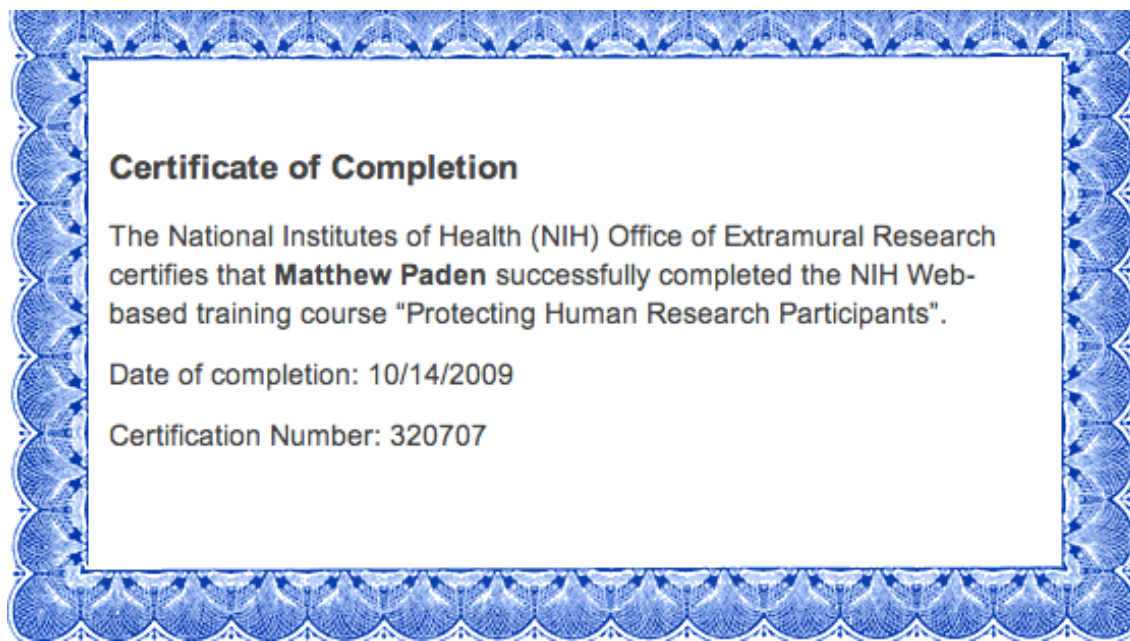 Certificate of Completion
The National Institutes of Health (NIH) Office of Extramural Research
certifies that Matthew Paden successfully completed the NIH Web-
based training course “Protecting Human Research Participants”.
Date of completion: 10/14/2009
Certification Number: 320707